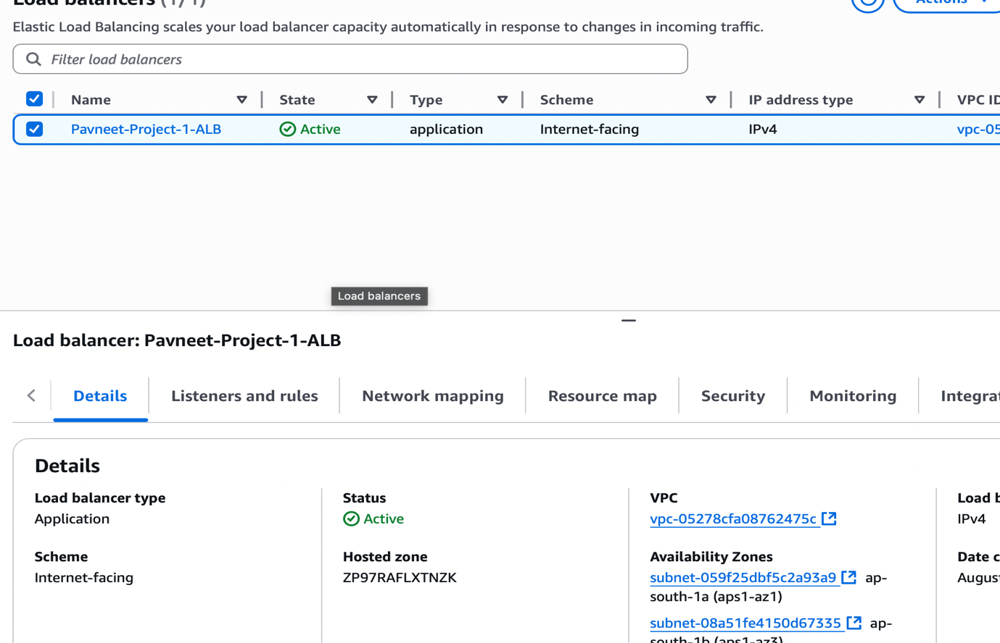 Load balancers (1/1)
Actions
Elastic Load Balancing scales your load balancer capacity automatically in response to changes in incoming traffic.
Filter load balancers
Name State Type Scheme IP address type VPC ID
Pavneet-Project-1-ALB Active application Internet-facing IPv4 vpc-05
Load balancers
Load balancer: Pavneet-Project-1-ALB
Details Listeners and rules Network mapping Resource map Security Monitoring Integrat
Details
Load balancer type
Application
Scheme
Internet-facing
Status
Active
Hosted zone
ZP97RAFLXTNZK
VPC
vpc-05278cfa08762475c
Availability Zones
subnet-059f25dbf5c2a93a9 ap-
south-1a (aps1-az1)
subnet-08a51fe4150d67335 ap-
south-1b (aps1-az3)
Load b
IPv4
Date c
August